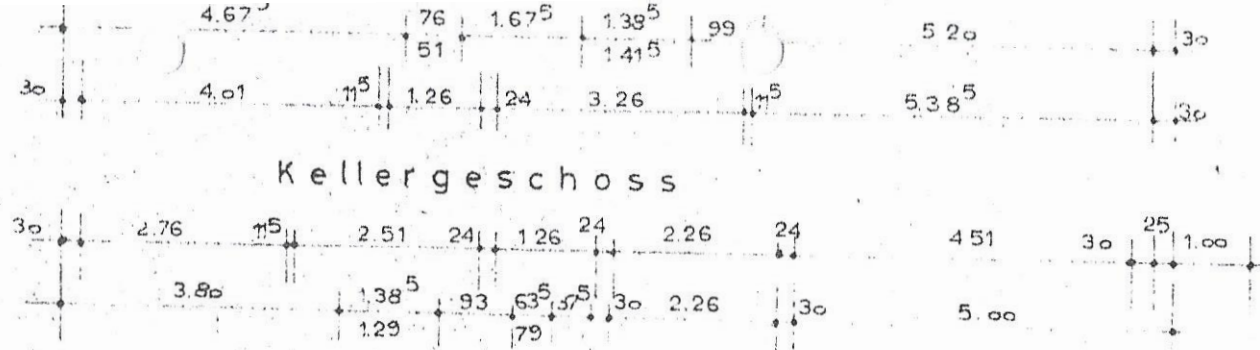 4.67⁵ 76 1.67⁵ 1.38⁵ 99 5 20 30
51 1.41⁵
30 4.01 11⁵ 1.26 24 3.26 11⁵ 5.38⁵ 30
Kellergeschoss
30 2.76 11⁵ 2.51 24 1 26 24 2.26 24 4 51 30 25 1.00
3.80 1.38⁵ 93 63⁵ 37⁵ 30 2.26 30 5.00
1.29 79